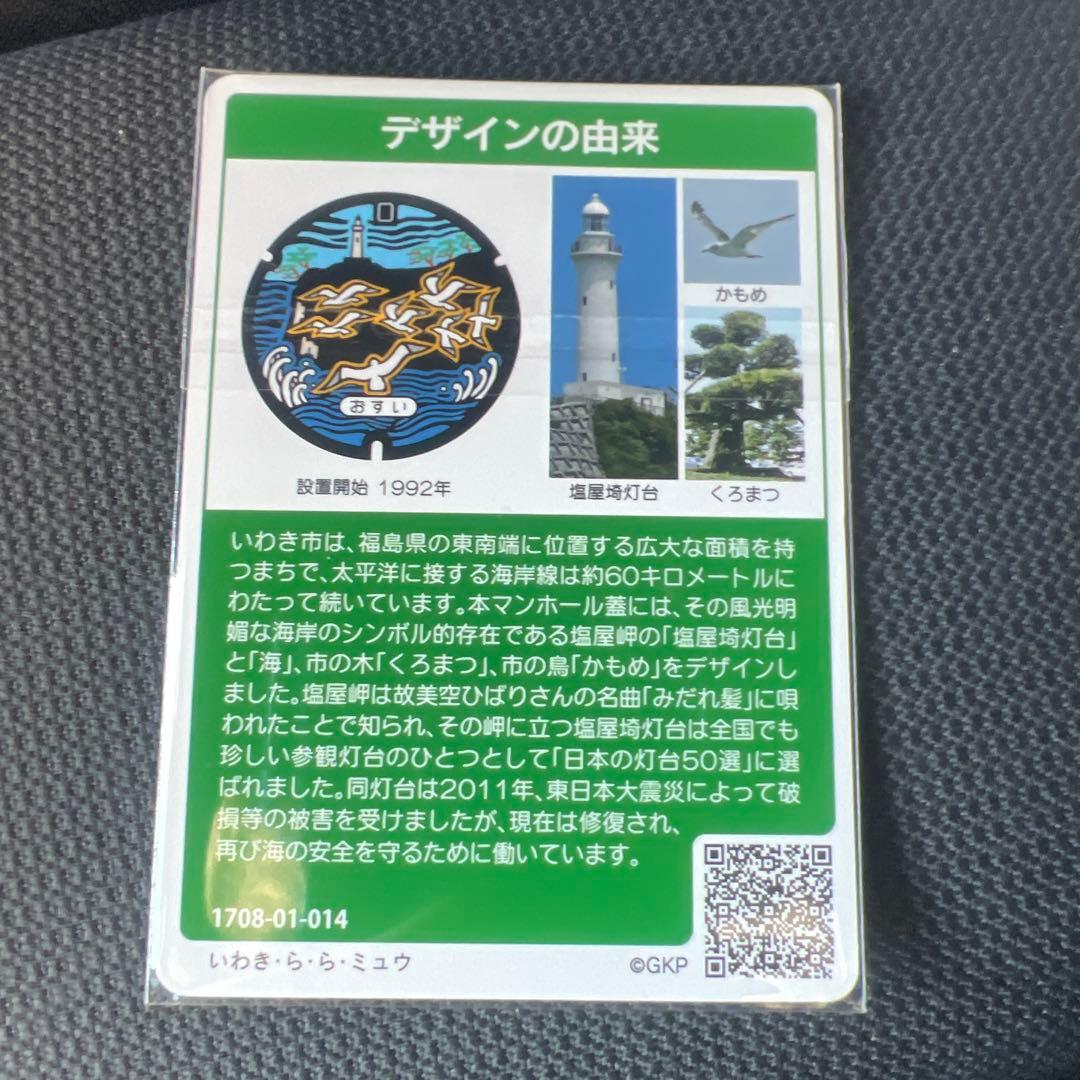 デザインの由来
おすい
設置開始 1992年
塩屋埼灯台
かもめ
くろまつ
いわき市は、福島県の東南端に位置する広大な面積を持
つまちで、太平洋に接する海岸線は約60キロメートルに
わたって続いています。本マンホール蓋には、その風光明
媚な海岸のシンボル的存在である塩屋岬の「塩屋埼灯台」
と「海」、市の木「くろまつ」、市の鳥「かもめ」をデザインし
ました。塩屋岬は故美空ひばりさんの名曲「みだれ髪」に唄
われたことで知られ、その岬に立つ塩屋埼灯台は全国でも
珍しい参観灯台のひとつとして「日本の灯台50選」に選
ばれました。同灯台は2011年、東日本大震災によって破
損等の被害を受けましたが、現在は修復され、
再び海の安全を守るために働いています。
1708-01-014
いわき・ら・ら・ミュウ
©GKP